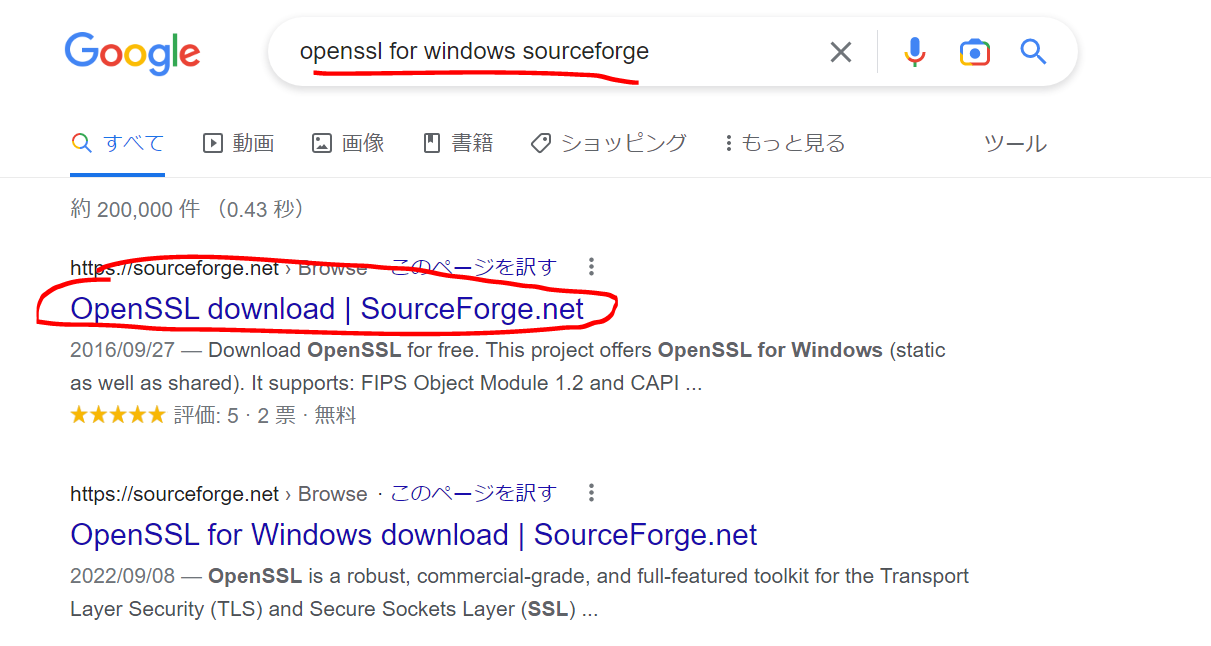 Google
openssl for windows sourceforge
すべて 動画 画像 書籍 ショッピング もっと見る ツール
約 200,000 件 （0.43 秒）
https://sourceforge.net › Browse · このページを訳す
OpenSSL download | SourceForge.net
2016/09/27 — Download OpenSSL for free. This project offers OpenSSL for Windows (static
as well as shared). It supports: FIPS Object Module 1.2 and CAPI ...
★★★★★ 評価: 5 · 2 票 · 無料
https://sourceforge.net › Browse · このページを訳す
OpenSSL for Windows download | SourceForge.net
2022/09/08 — OpenSSL is a robust, commercial-grade, and full-featured toolkit for the Transport
Layer Security (TLS) and Secure Sockets Layer (SSL) ...